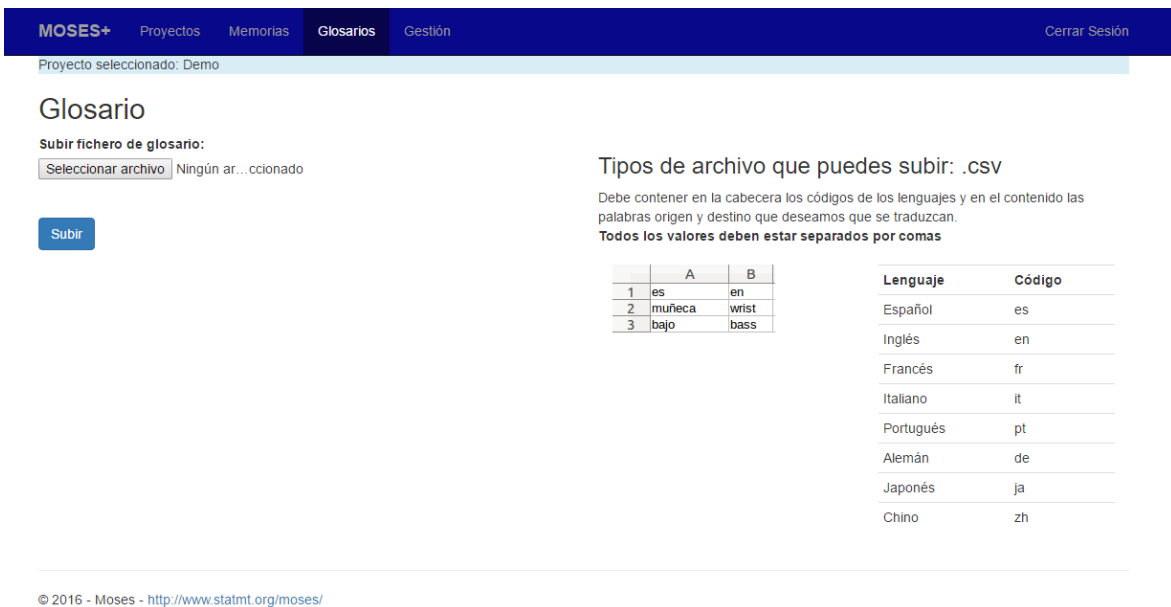 MOSES+ Proyectos Memorias Glosarios Gestión Cerrar Sesión
Proyecto seleccionado: Demo
Glosario
Subir fichero de glosario:
Seleccionar archivo Ningún ar…ccionado
Subir
Tipos de archivo que puedes subir: .csv
Debe contener en la cabecera los códigos de los lenguajes y en el contenido las
palabras origen y destino que deseamos que se traduzcan.
Todos los valores deben estar separados por comas
A B
1 es en
2 muñeca wrist
3 bajo bass
Lenguaje Código
Español es
Inglés en
Francés fr
Italiano it
Portugués pt
Alemán de
Japonés ja
Chino zh
© 2016 - Moses - http://www.statmt.org/moses/